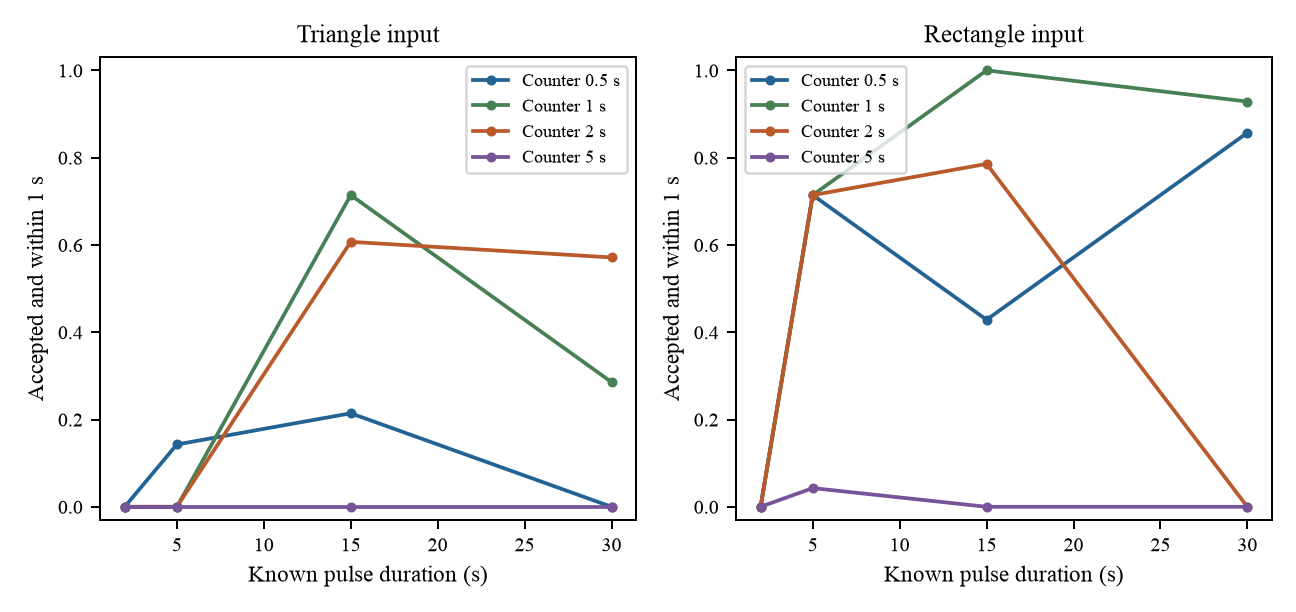 Triangle input
Accepted and within 1 s
1.0
0.8
0.6
0.4
0.2
0.0
Counter 0.5 s
Counter 1 s
Counter 2 s
Counter 5 s
5
10
15
20
25
30
Known pulse duration (s)
Rectangle input
Accepted and within 1 s
1.0
0.8
0.6
0.4
0.2
0.0
Counter 0.5 s
Counter 1 s
Counter 2 s
Counter 5 s
5
10
15
20
25
30
Known pulse duration (s)